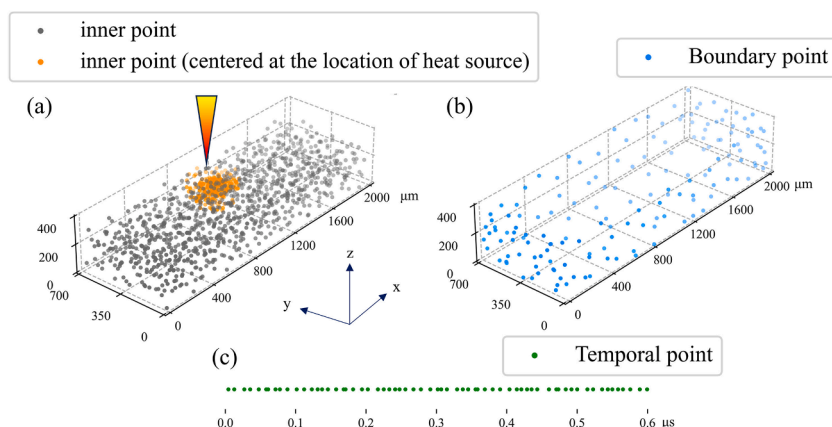 inner point
inner point (centered at the location of heat source)
Boundary point
(a)
(b)
400
200
0
700
350
0
0
400
800
1200
1600
2000
μm
z
y
x
400
200
0
700
350
0
0
400
800
1200
1600
2000
μm
(c)
Temporal point
0.0 0.1 0.2 0.3 0.4 0.5 0.6 μs